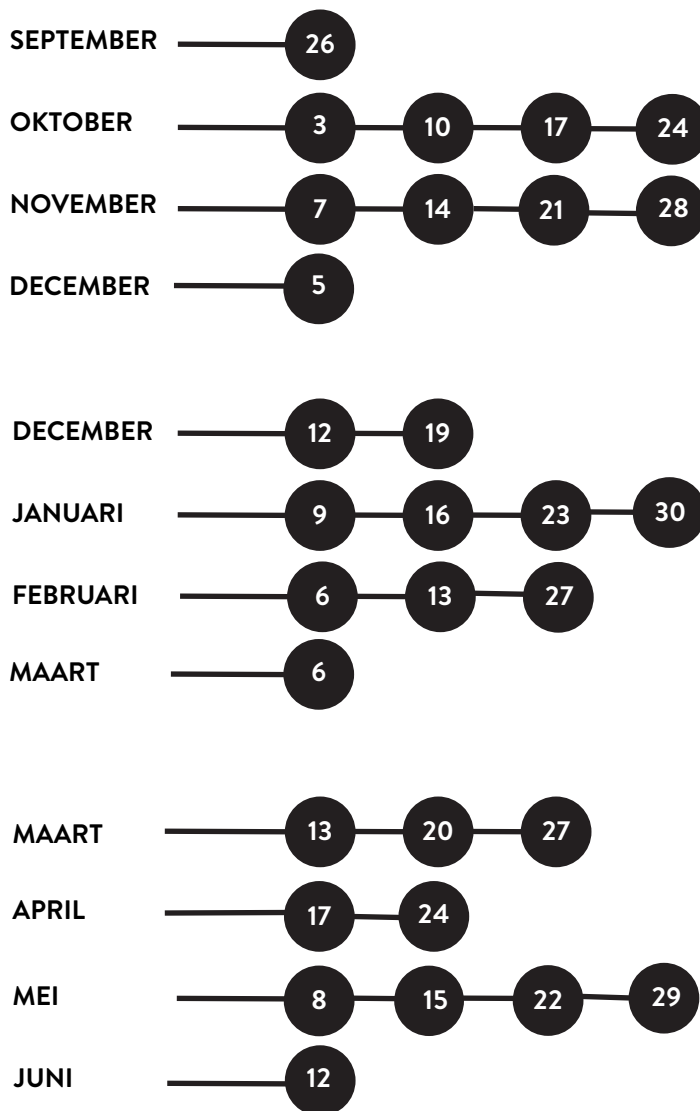 SEPTEMBER 26
OKTOBER 3 10 17 24
NOVEMBER 7 14 21 28
DECEMBER 5
DECEMBER 12 19
JANUARI 9 16 23 30
FEBRUARI 6 13 27
MAART 6
MAART 13 20 27
APRIL 17 24
MEI 8 15 22 29
JUNI 12